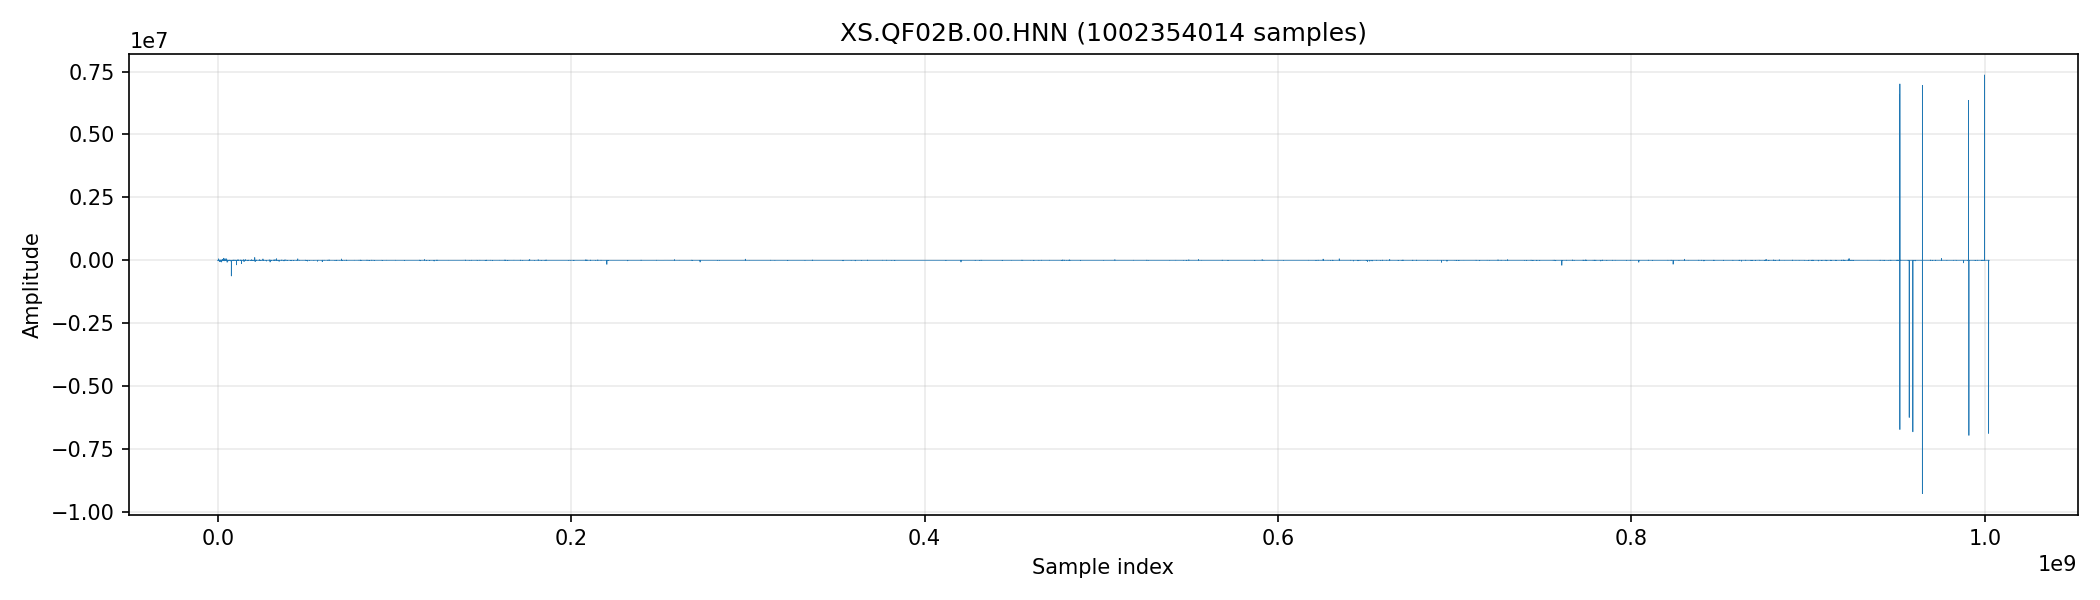 XS.QF02B.00.HNN (1002354014 samples)
1e7
0.75
0.50
0.25
0.00
−0.25
−0.50
−0.75
−1.00
Amplitude
0.0 0.2 0.4 0.6 0.8 1.0
1e9
Sample index